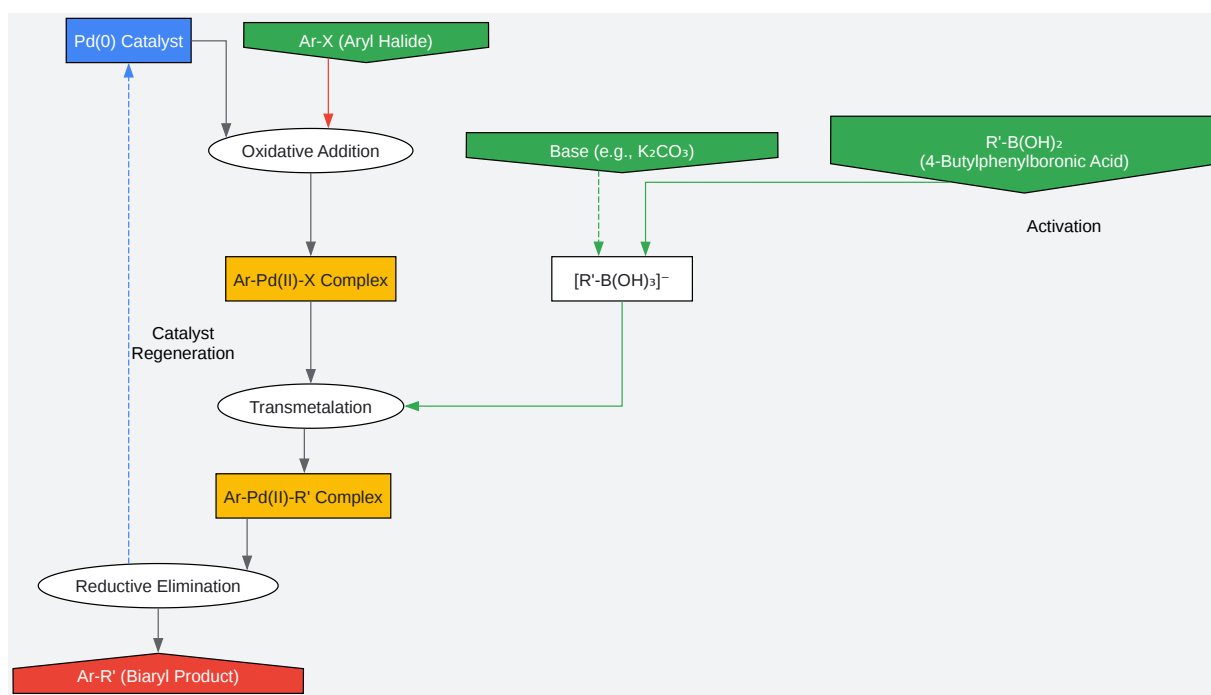 Pd(0) Catalyst
Ar-X (Aryl Halide)
Oxidative Addition
Base (e.g., K₂CO₃)
R'-B(OH)₂
(4-Butylphenylboronic Acid)
Activation
Ar-Pd(II)-X Complex
[R'-B(OH)₃]⁻
Catalyst
Regeneration
Transmetalation
Ar-Pd(II)-R' Complex
Reductive Elimination
Ar-R' (Biaryl Product)